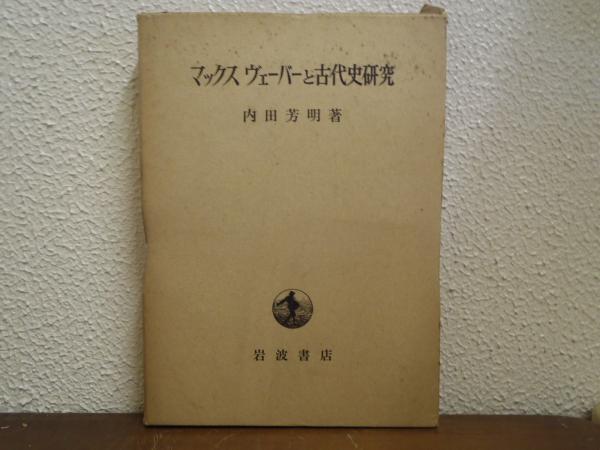 マックス ヴェーバーと古代史研究
内田芳明著
岩波書店